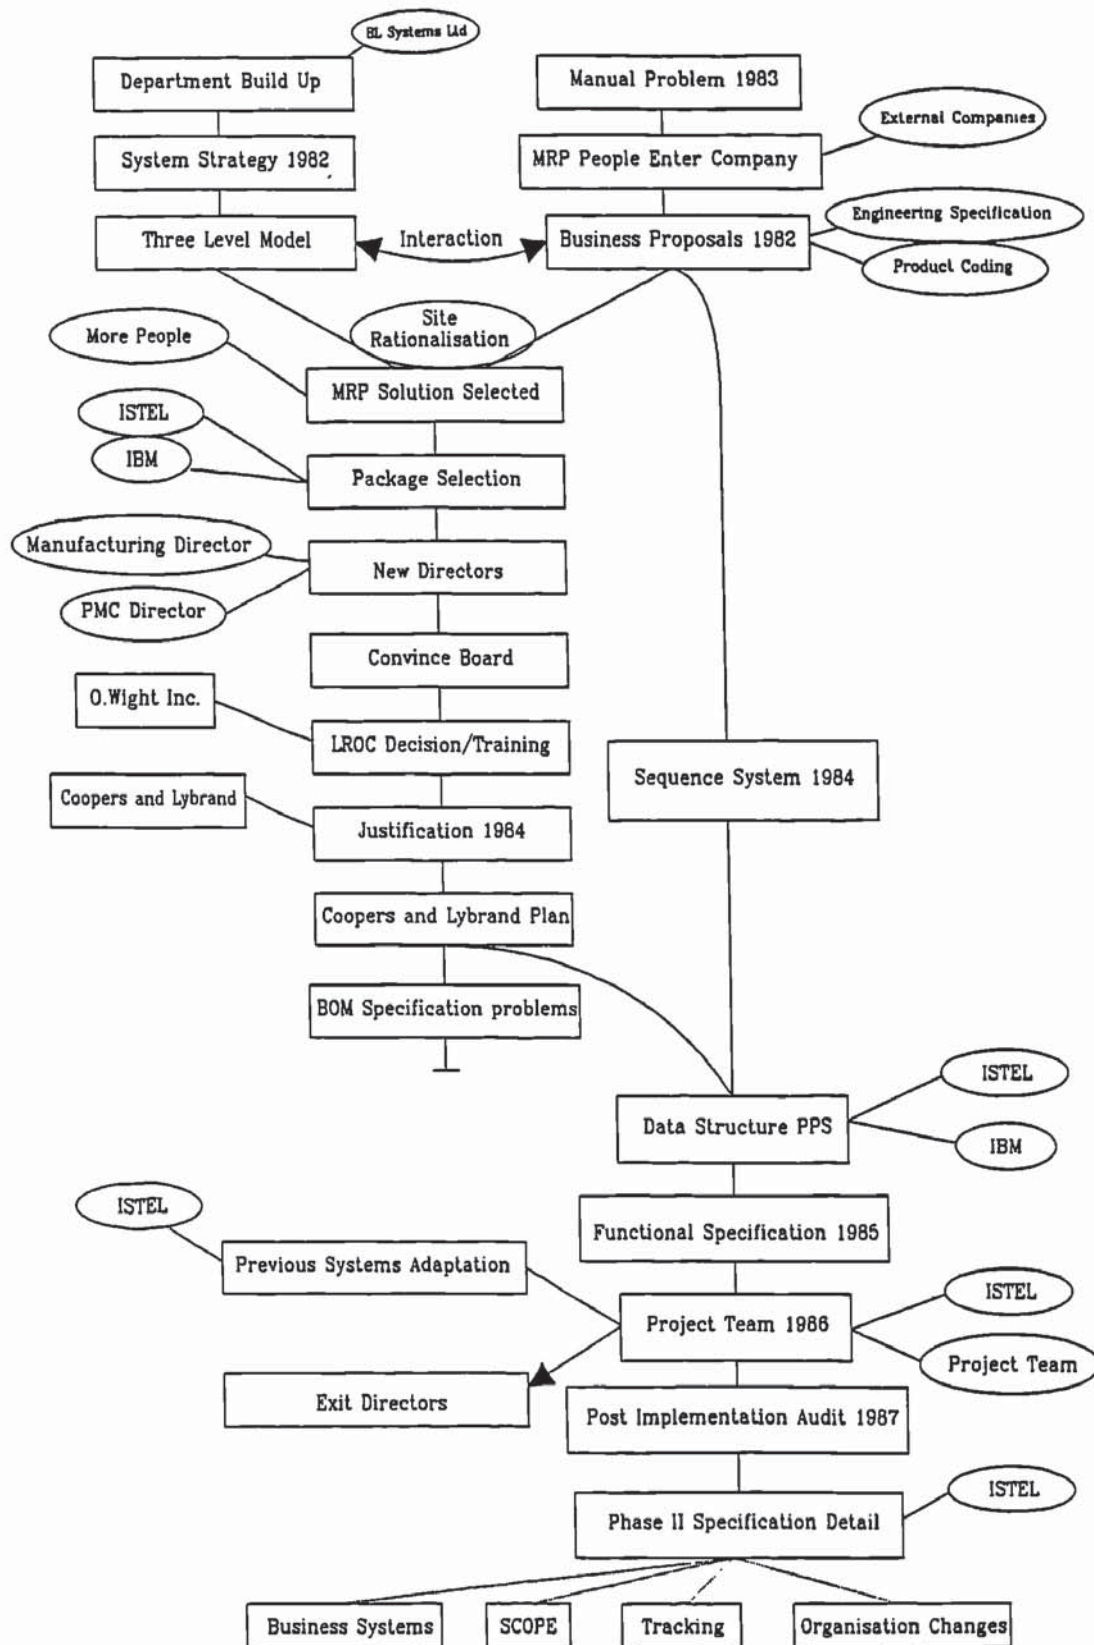 BL Systems Ltd
Department Build Up
Manual Problem 1983
External Companies
System Strategy 1982
MRP People Enter Company
Engineering Specification
Three Level Model
Interaction
Business Proposals 1982
Product Coding
Site
Rationalisation
More People
MRP Solution Selected
ISTEL
IBM
Package Selection
Manufacturing Director
New Directors
PMC Director
Convince Board
O.Wight Inc.
LROC Decision/Training
Sequence System 1984
Coopers and Lybrand
Justification 1984
Coopers and Lybrand Plan
BOM Specification problems
ISTEL
Data Structure PPS
IBM
ISTEL
Functional Specification 1985
Previous Systems Adaptation
ISTEL
Project Team 1986
Project Team
Exit Directors
Post Implementation Audit 1987
ISTEL
Phase II Specification Detail
Business Systems
SCOPE
Tracking
Organisation Changes